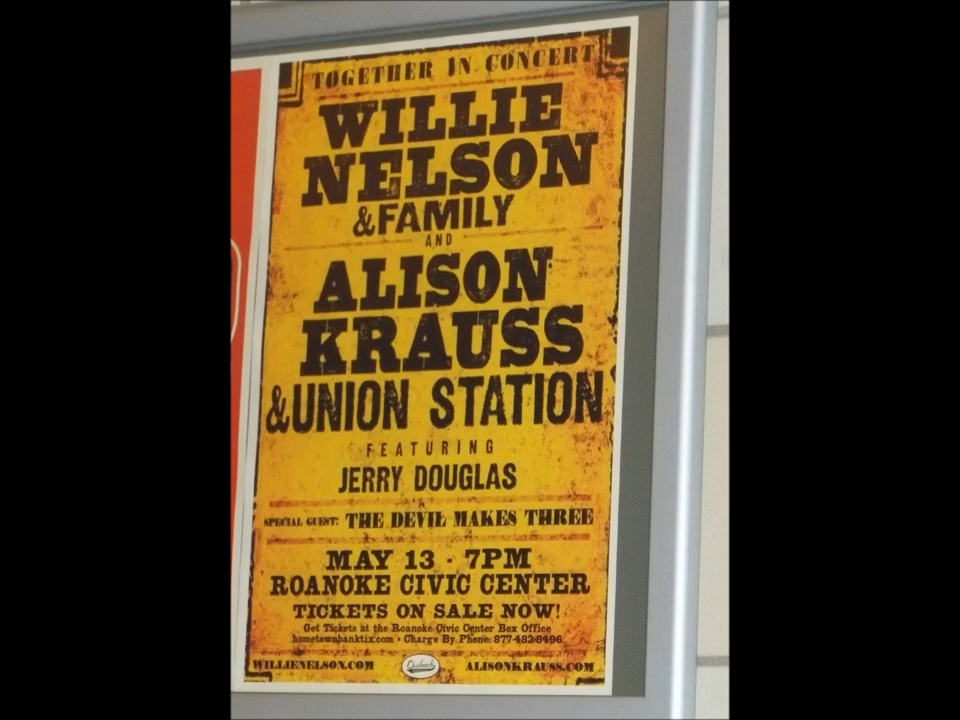 TOGETHER IN CONCERT
WILLIE
NELSON
&FAMILY
AND
ALISON
KRAUSS
&UNION STATION
FEATURING
JERRY DOUGLAS
SPECIAL GUEST: THE DEVIL MAKES THREE
MAY 13 - 7PM
ROANOKE CIVIC CENTER
TICKETS ON SALE NOW!
Get Tickets at the Roanoke Civic Center Box Office
hometownbanktix.com • Charge By Phone: 877-482-8496
WILLIENELSON.COM
ALISONKRAUSS.COM